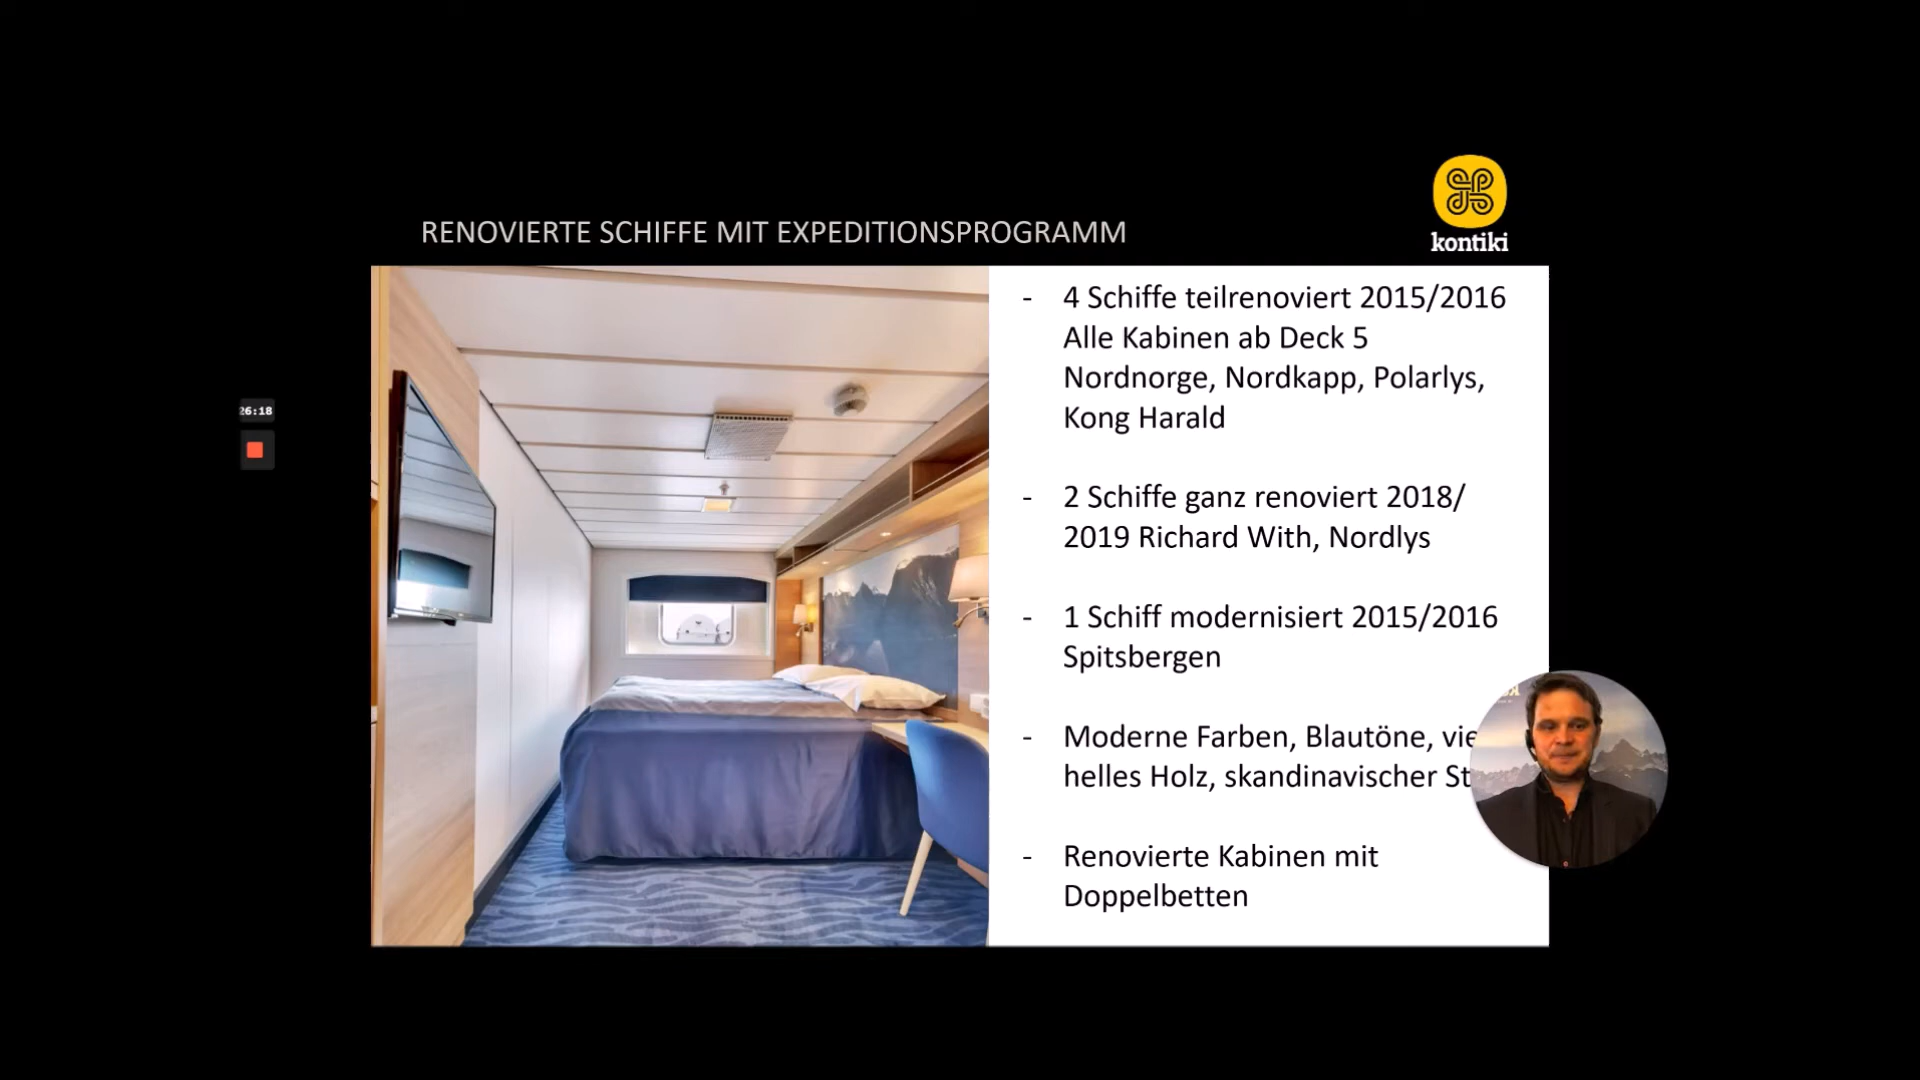 RENOVIERTE SCHIFFE MIT EXPEDITIONSPROGRAMM
kontiki
- 4 Schiffe teilrenoviert 2015/2016
Alle Kabinen ab Deck 5
Nordnorge, Nordkapp, Polarlys,
Kong Harald
- 2 Schiffe ganz renoviert 2018/
2019 Richard With, Nordlys
- 1 Schiff modernisiert 2015/2016
Spitsbergen
- Moderne Farben, Blautöne,
helles Holz, skandinavischer
- Renovierte Kabinen mit
Doppelbetten
26:18